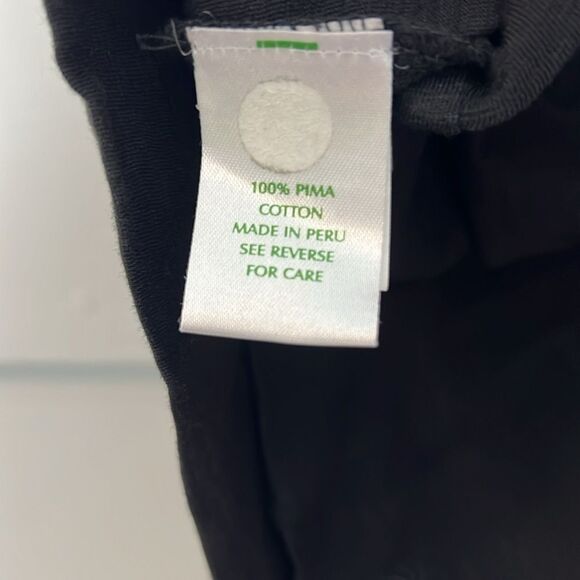 100% PIMA
COTTON
MADE IN PERU
SEE REVERSE
FOR CARE